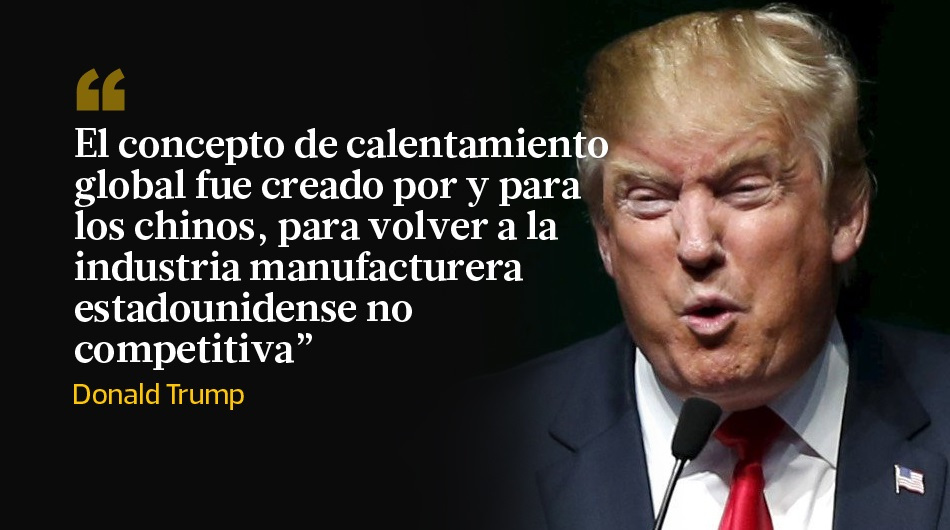 “
El concepto de calentamiento
global fue creado por y para
los chinos, para volver a la
industria manufacturera
estadounidense no
competitiva”
Donald Trump